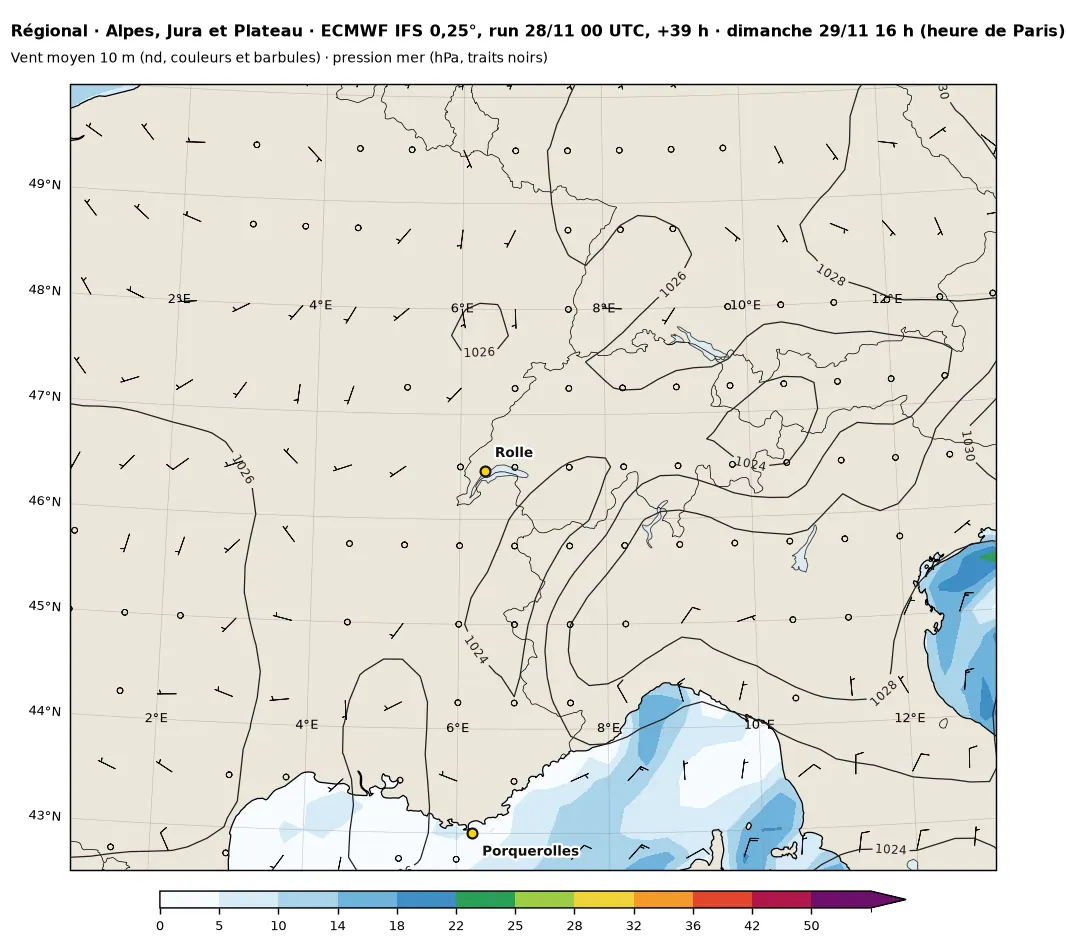 Régional · Alpes, Jura et Plateau · ECMWF IFS 0,25°, run 28/11 00 UTC, +39 h · dimanche 29/11 16 h (heure de Paris)
Vent moyen 10 m (nd, couleurs et barbules) · pression mer (hPa, traits noirs)
30
49°N
48°N
2°E
4°E
6°E
8°E
10°E
12°E
1026
1028
1026
47°N
1026
Rolle
1024
1030
46°N
45°N
1024
1028
44°N
2°E
4°E
6°E
8°E
10°E
12°E
43°N
Porquerolles
1024
0 5 10 14 18 22 25 28 32 36 42 50